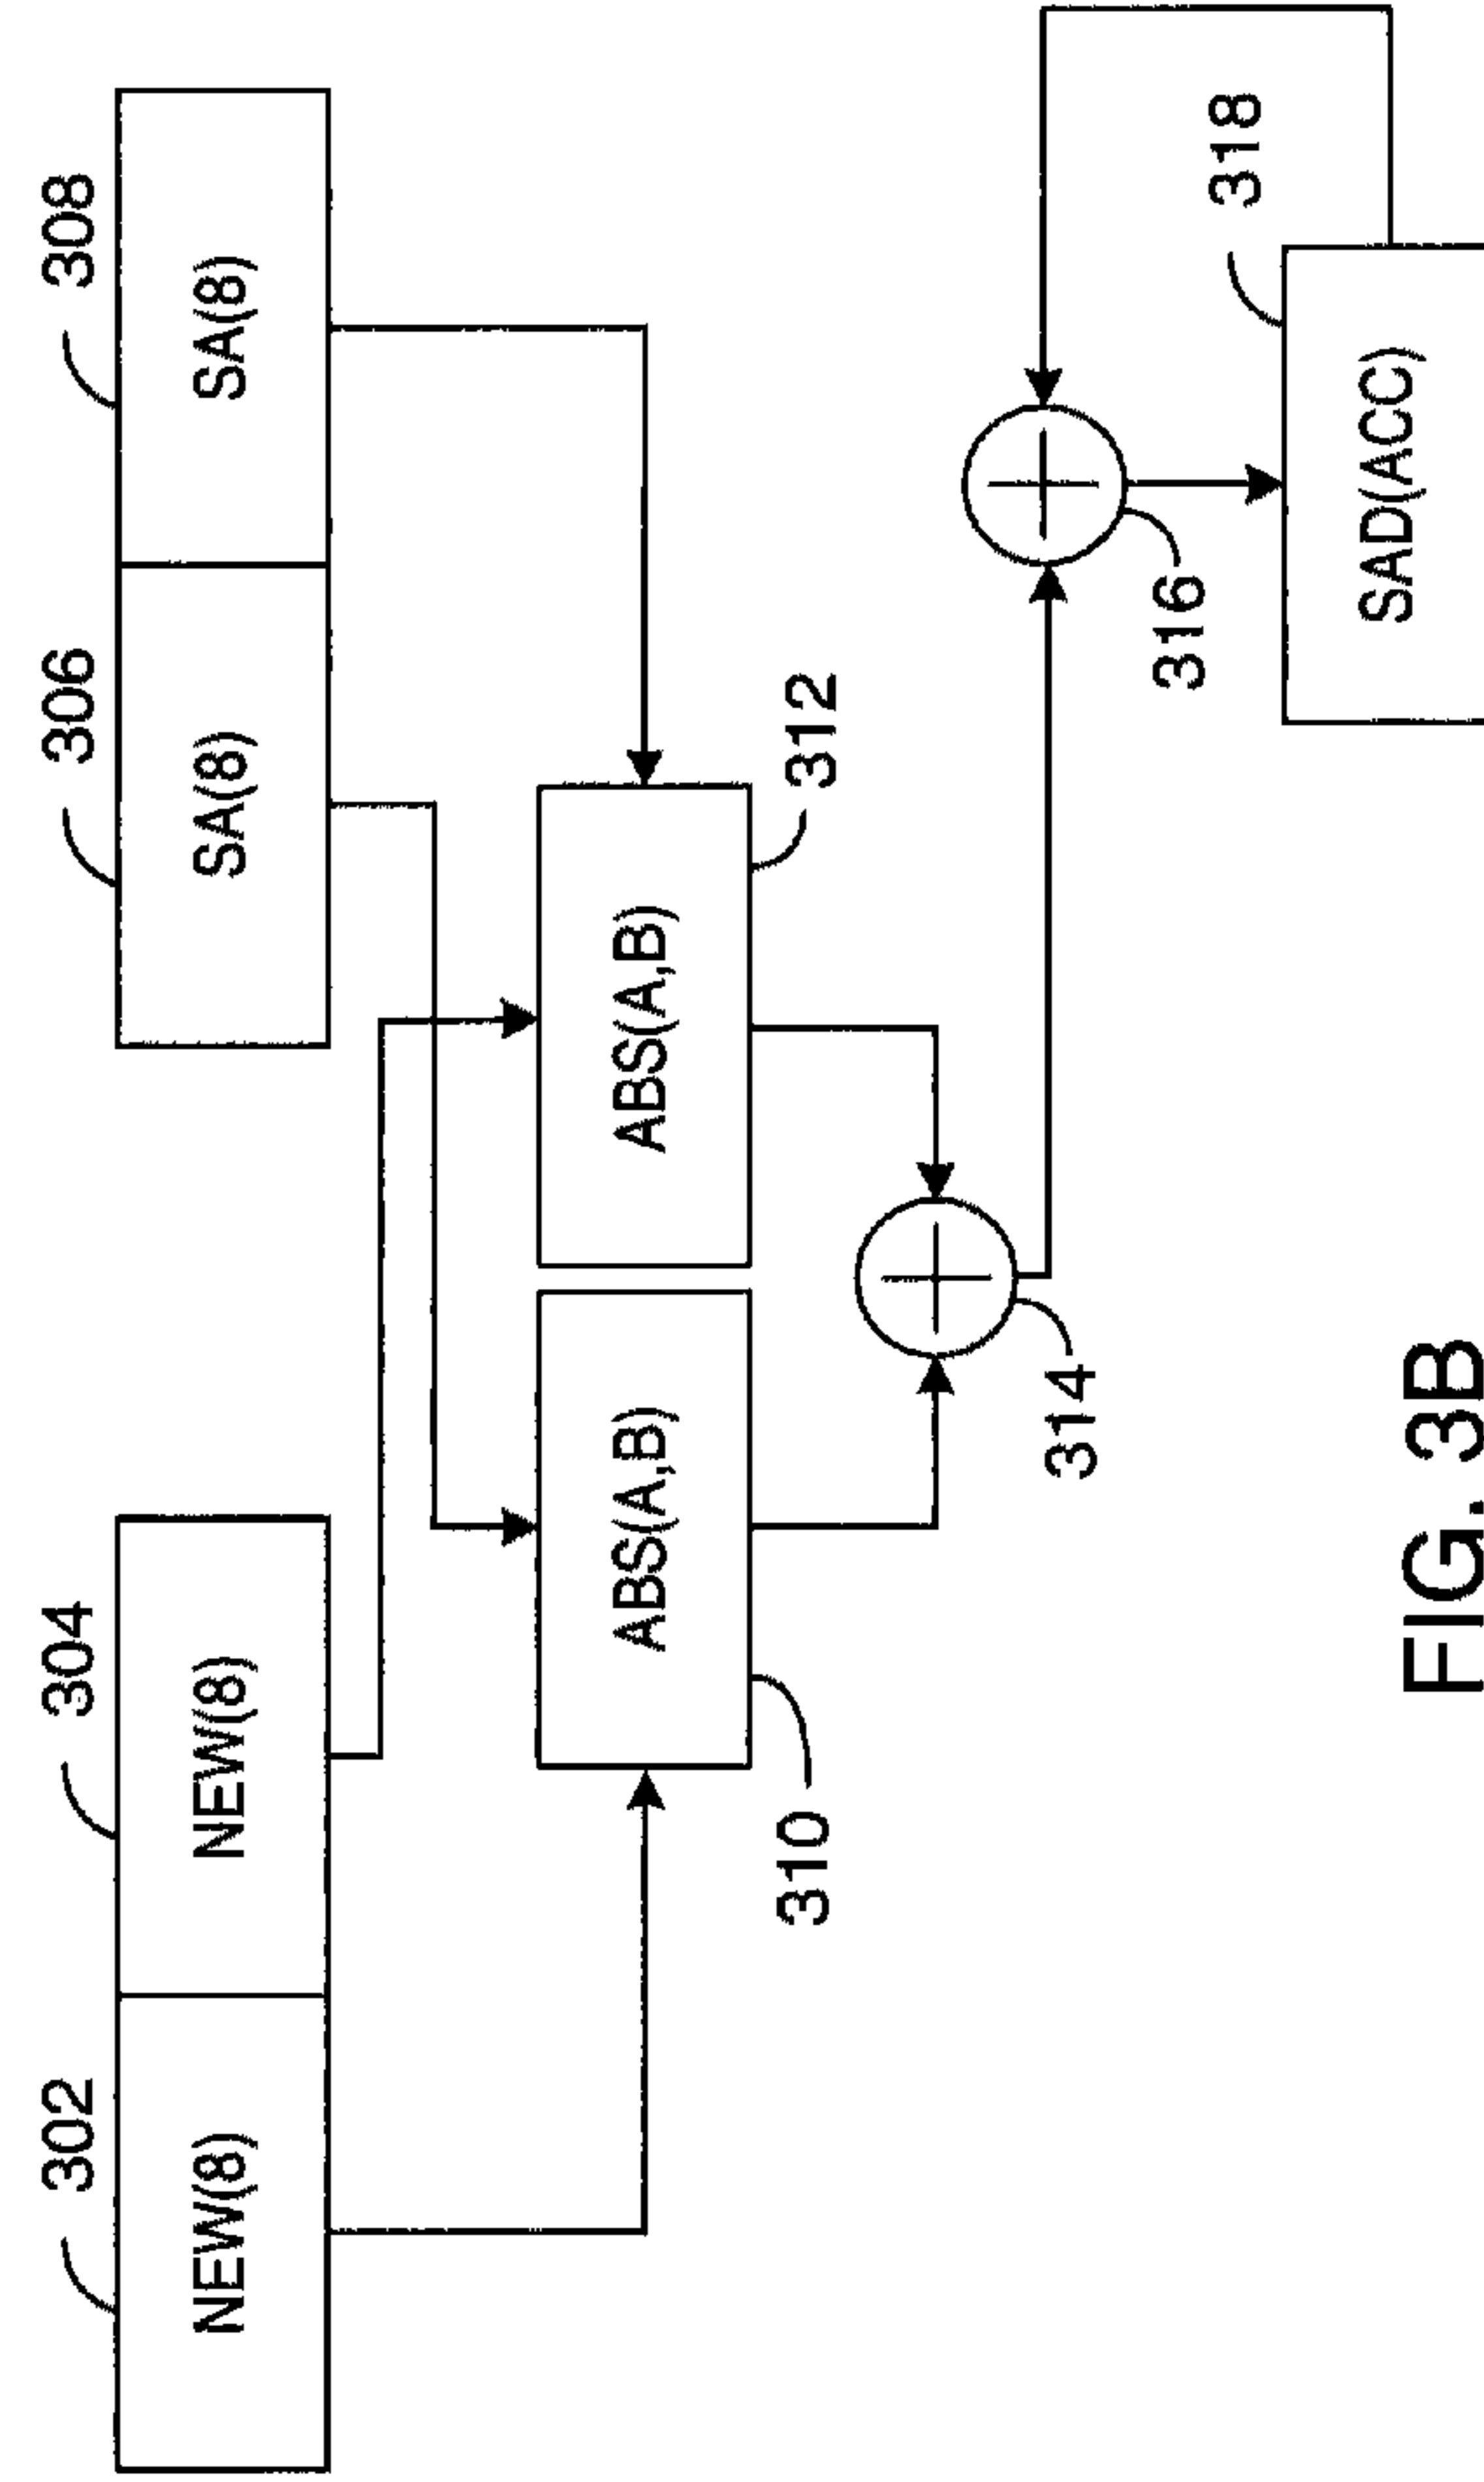 302
304
306
308
NEW(8)
NEW(8)
SA(8)
SA(8)
ABS(A,B)
ABS(A,B)
310
312
314
316
318
SAD(ACC)
FIG. 3B